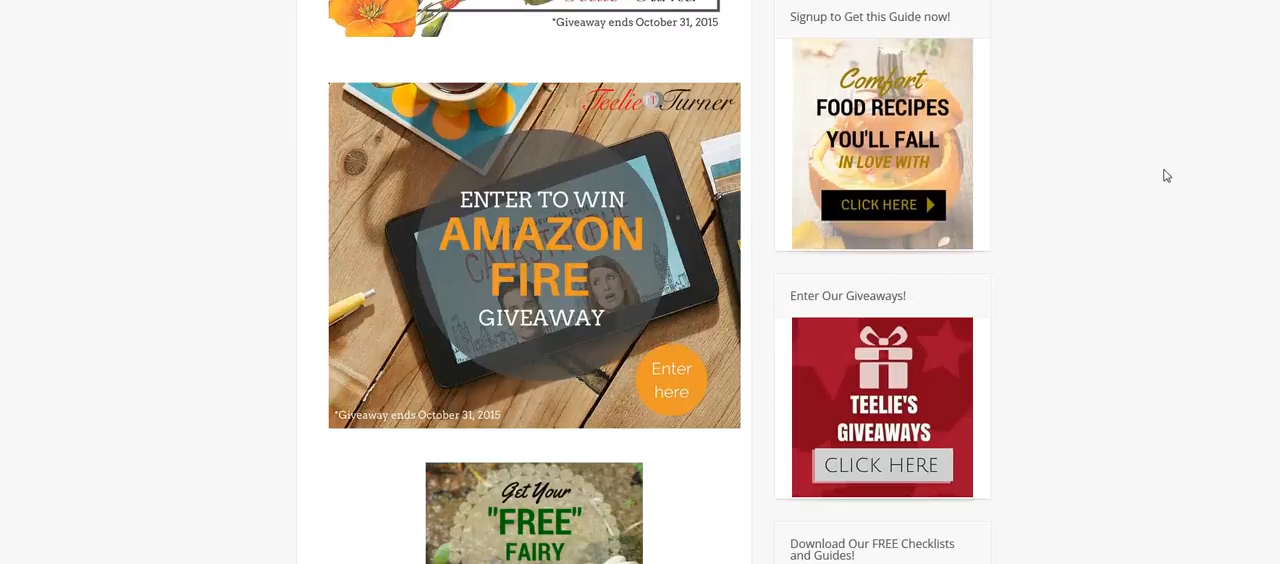 *Giveaway ends October 31, 2015
Teelie TT Turner
ENTER TO WIN
AMAZON
FIRE
GIVEAWAY
Enter
here
*Giveaway ends October 31, 2015
Get Your
"FREE"
FAIRY
Signup to Get this Guide now!
Comfort
FOOD RECIPES
YOU'LL FALL
IN LOVE WITH
CLICK HERE
Enter Our Giveaways!
TEELIE'S
GIVEAWAYS
CLICK HERE
Download Our FREE Checklists
and Guides!